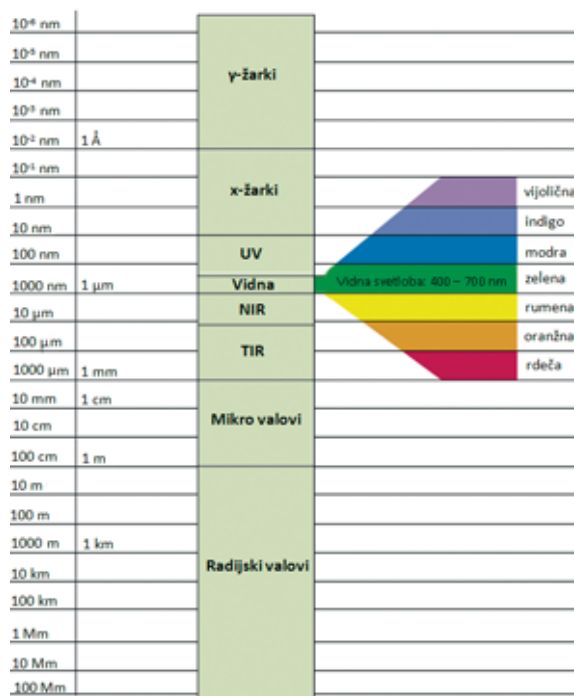 10⁻⁶ nm
10⁻⁵ nm
10⁻⁴ nm
γ-žarki
10⁻³ nm
10⁻² nm 1 Å
10⁻¹ nm
x-žarki vijolična
1 nm
indigo
10 nm
100 nm UV modra
1000 nm 1 µm Vidna Vidna svetloba: 400 – 700 nm zelena
10 µm NIR rumena
100 µm oranžna
TIR
1000 µm 1 mm rdeča
10 mm 1 cm
Mikro valovi
10 cm
100 cm 1 m
10 m
100 m
1000 m 1 km
Radijski valovi
10 km
100 km
1 Mm
10 Mm
100 Mm